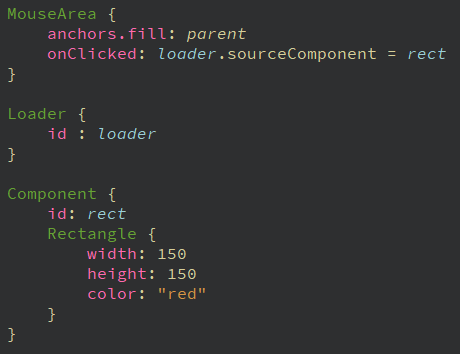 MouseArea {
    anchors.fill: parent
    onClicked: loader.sourceComponent = rect
}

Loader {
    id : loader
}

Component {
    id: rect
    Rectangle {
        width: 150
        height: 150
        color: "red"
    }
}